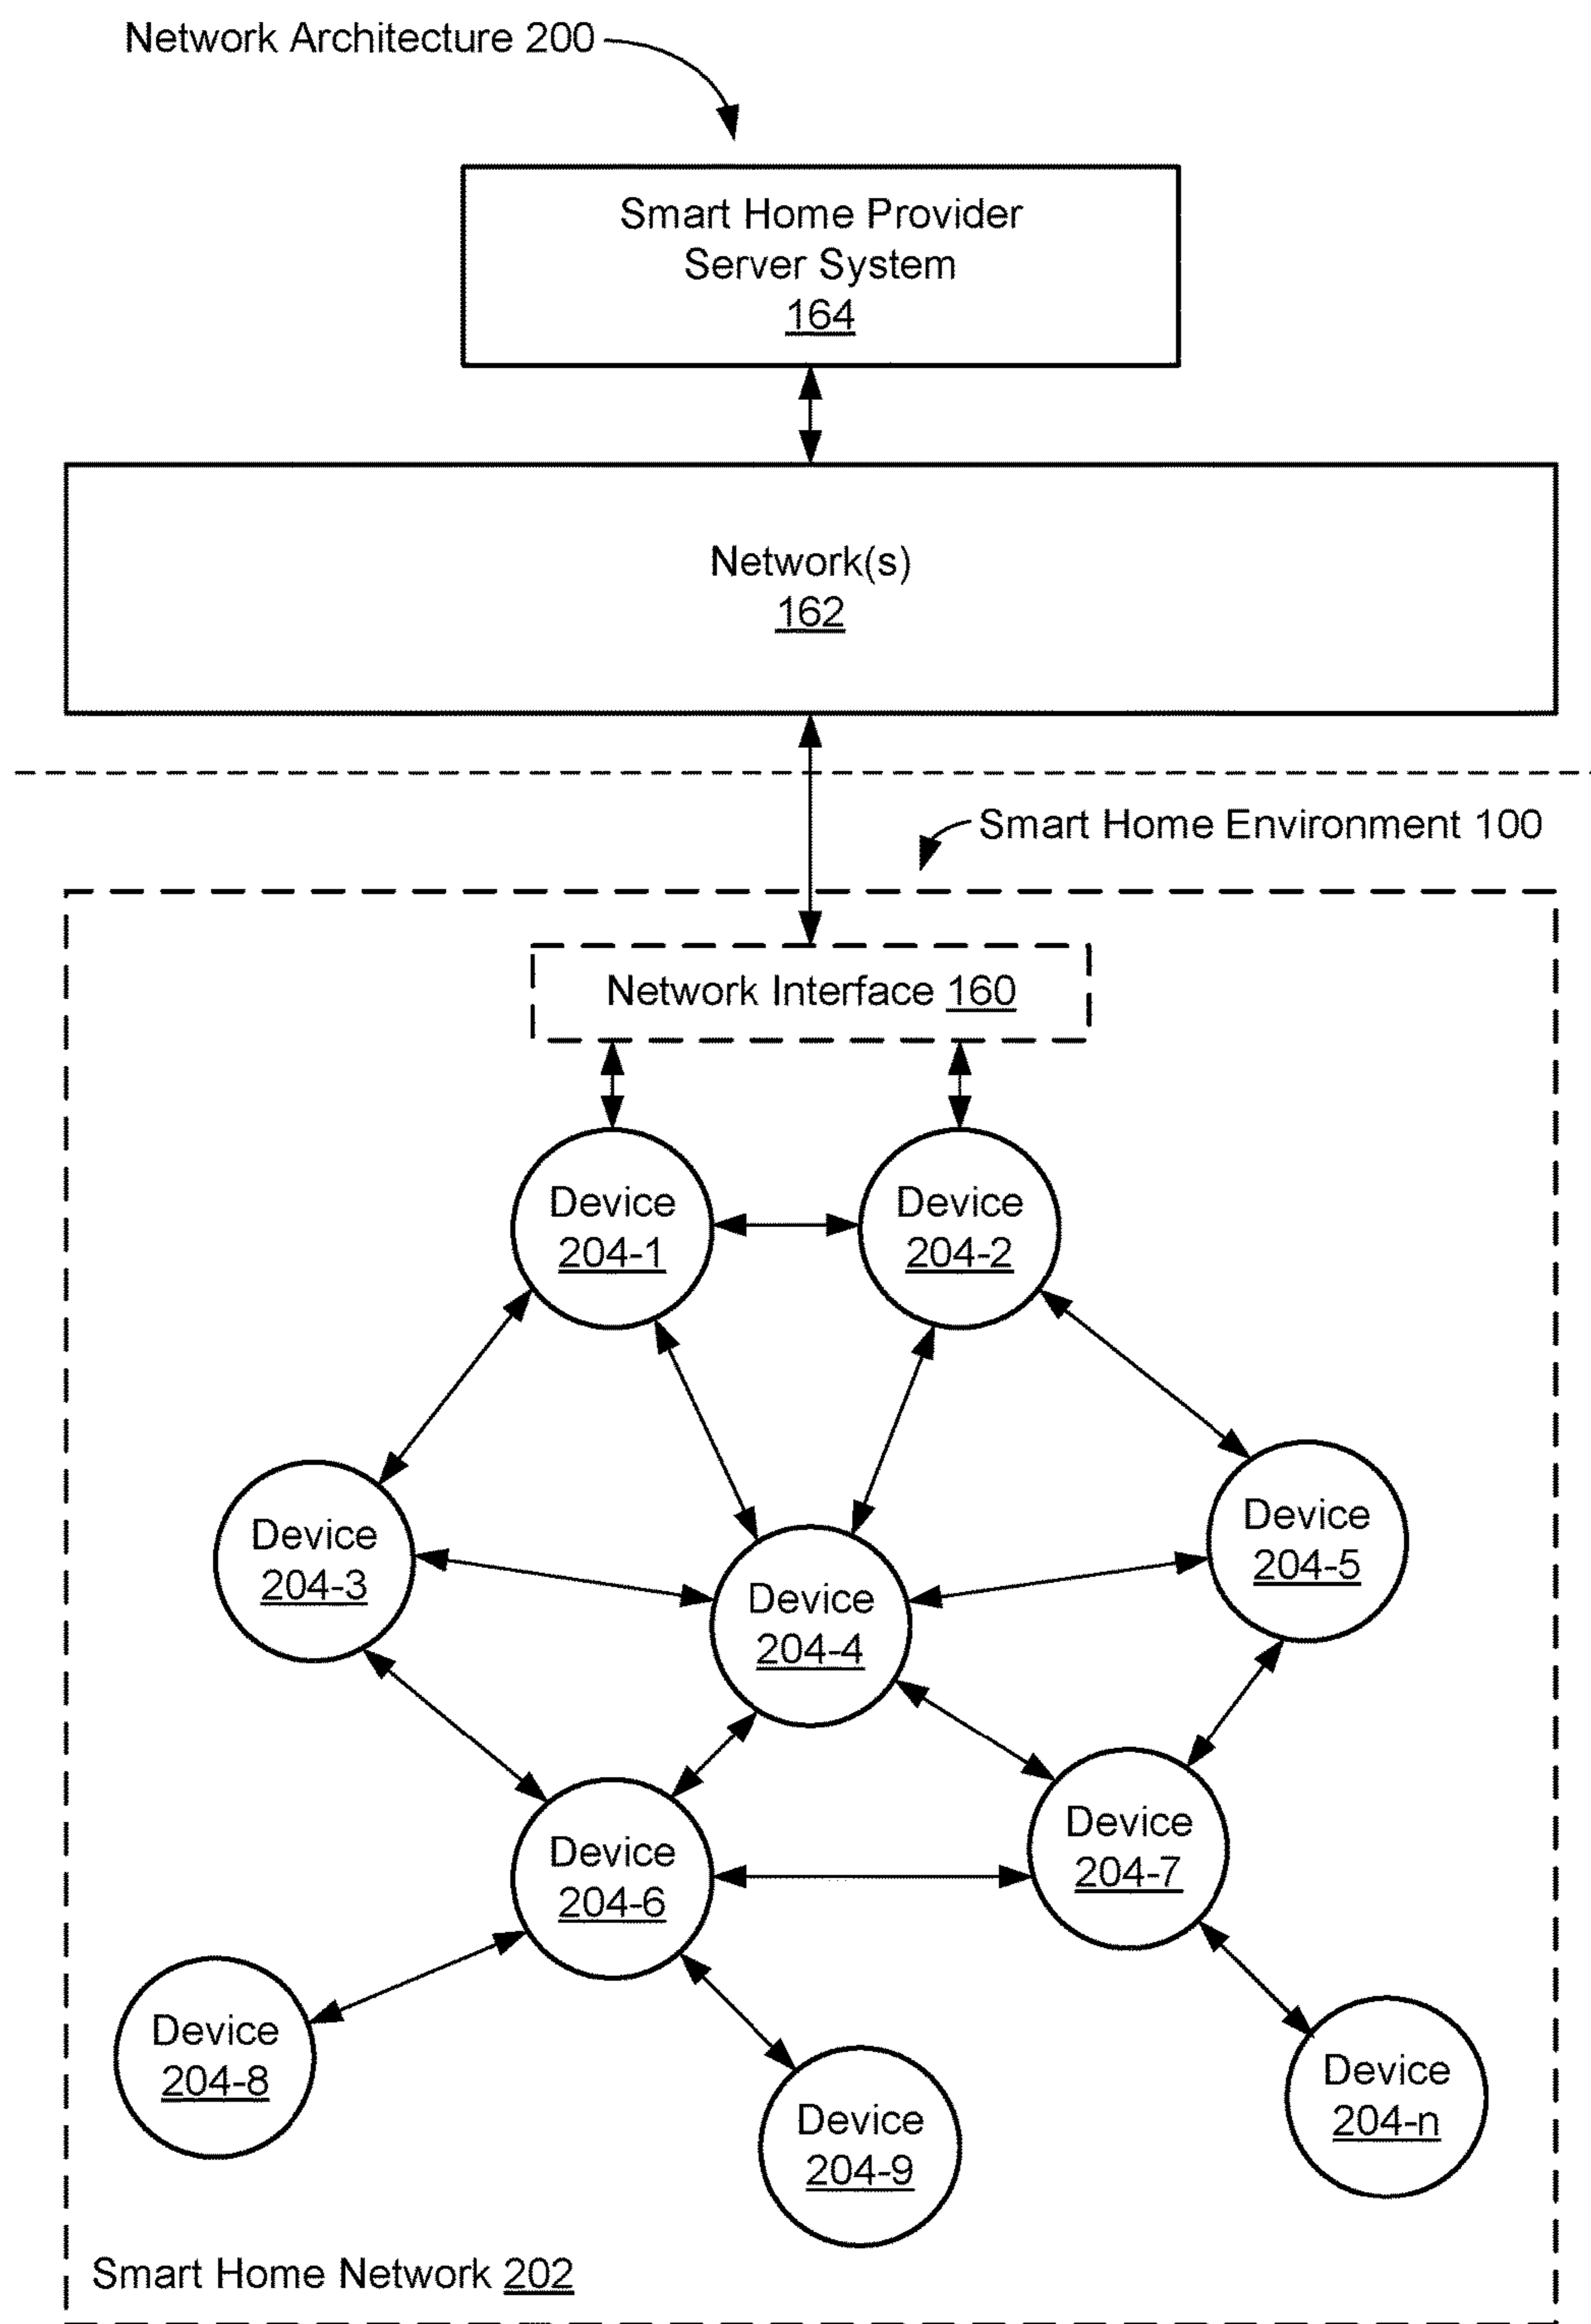 Network Architecture 200
Smart Home Provider
Server System
164
Network(s)
162
Smart Home Environment 100
Network Interface 160
Device
204-1
Device
204-2
Device
204-3
Device
204-4
Device
204-5
Device
204-6
Device
204-7
Device
204-8
Device
204-9
Device
204-n
Smart Home Network 202